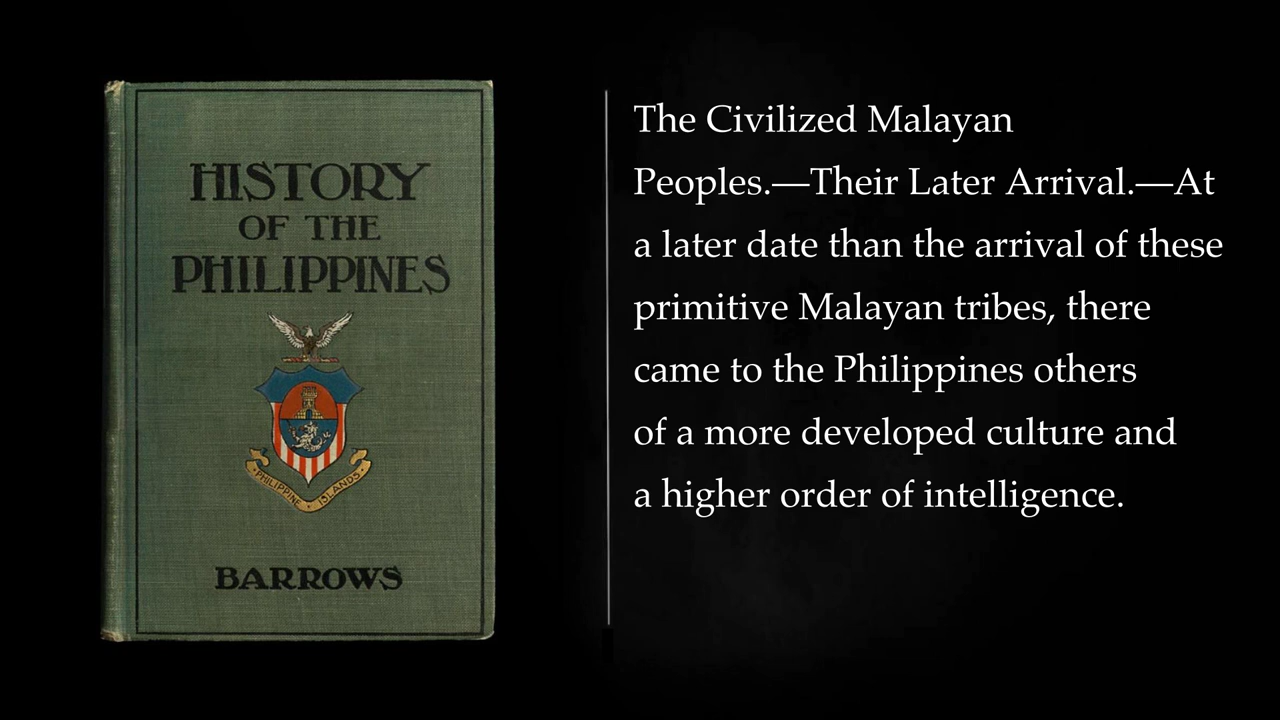 HISTORY
OF THE
PHILIPPINES
PHILIPPINE ISLANDS
BARROWS
The Civilized Malayan
Peoples.—Their Later Arrival.—At
a later date than the arrival of these
primitive Malayan tribes, there
came to the Philippines others
of a more developed culture and
a higher order of intelligence.